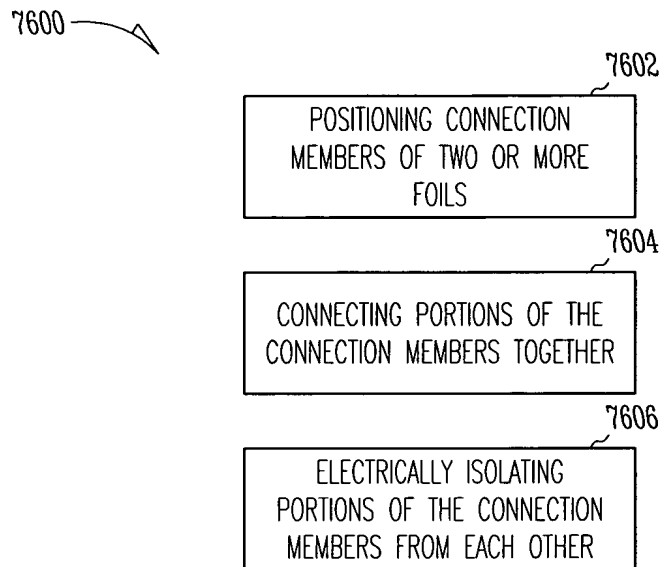 7600
7602
POSITIONING CONNECTION
MEMBERS OF TWO OR MORE
FOILS
7604
CONNECTING PORTIONS OF THE
CONNECTION MEMBERS TOGETHER
7606
ELECTRICALLY ISOLATING
PORTIONS OF THE CONNECTION
MEMBERS FROM EACH OTHER